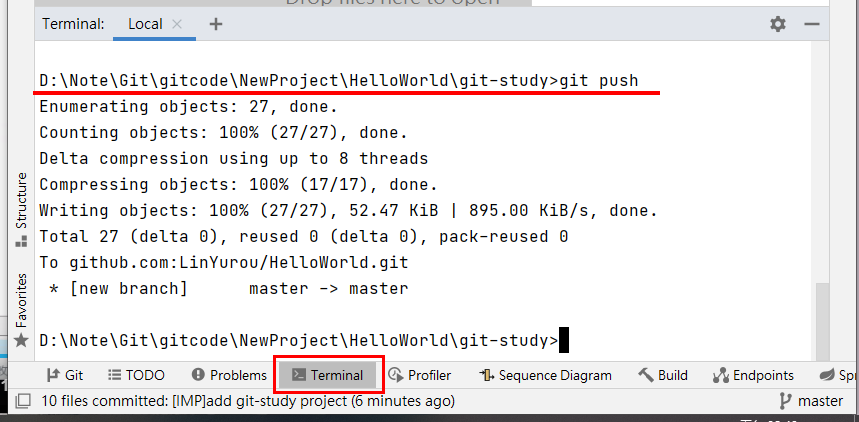 Drop files here to open
Terminal: Local × +
D:\Note\Git\gitcode\NewProject\HelloWorld\git-study>git push
Enumerating objects: 27, done.
Counting objects: 100% (27/27), done.
Delta compression using up to 8 threads
Compressing objects: 100% (17/17), done.
Writing objects: 100% (27/27), 52.47 KiB | 895.00 KiB/s, done.
Total 27 (delta 0), reused 0 (delta 0), pack-reused 0
To github.com:LinYurou/HelloWorld.git
 * [new branch]      master -> master
D:\Note\Git\gitcode\NewProject\HelloWorld\git-study>
Structure
Favorites
Git TODO Problems Terminal Profiler Sequence Diagram Build Endpoints Spr
10 files committed: [IMP]add git-study project (6 minutes ago) master